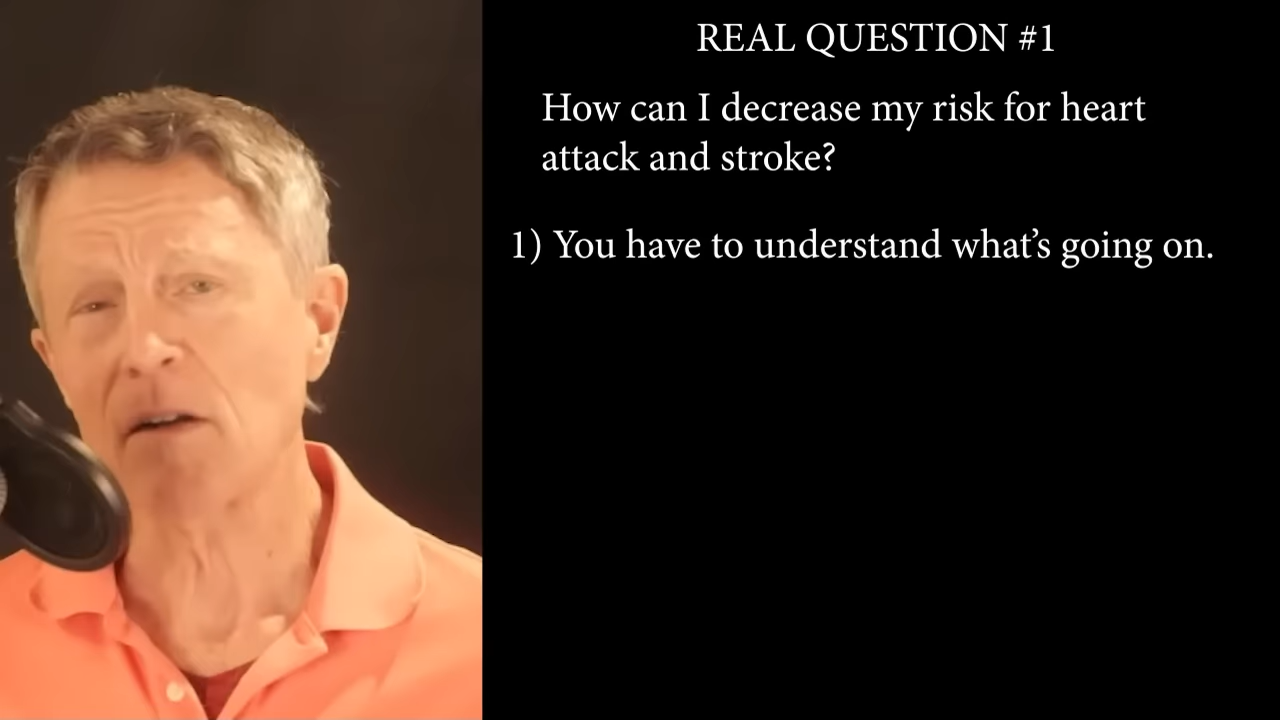 REAL QUESTION #1
How can I decrease my risk for heart
attack and stroke?
1) You have to understand what’s going on.